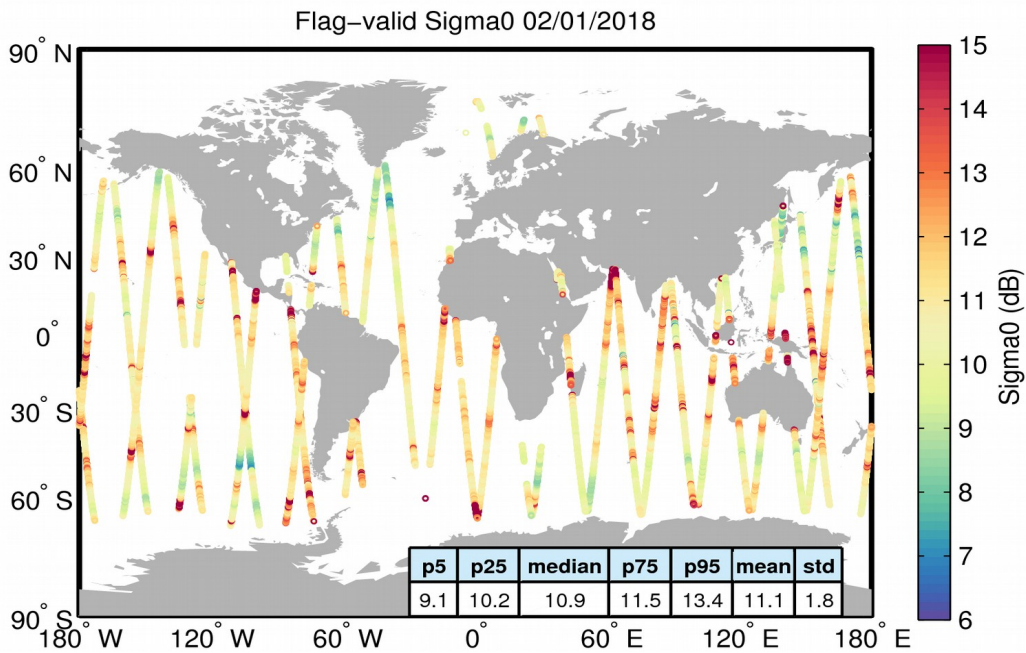 Flag−valid Sigma0 02/01/2018
90° N
60° N
30° N
0°
30° S
60° S
90° S
180° W
120° W
60° W
0°
60° E
120° E
180° E
p5 p25 median p75 p95 mean std
9.1 10.2 10.9 11.5 13.4 11.1 1.8
15
14
13
12
11
10
9
8
7
6
Sigma0 (dB)